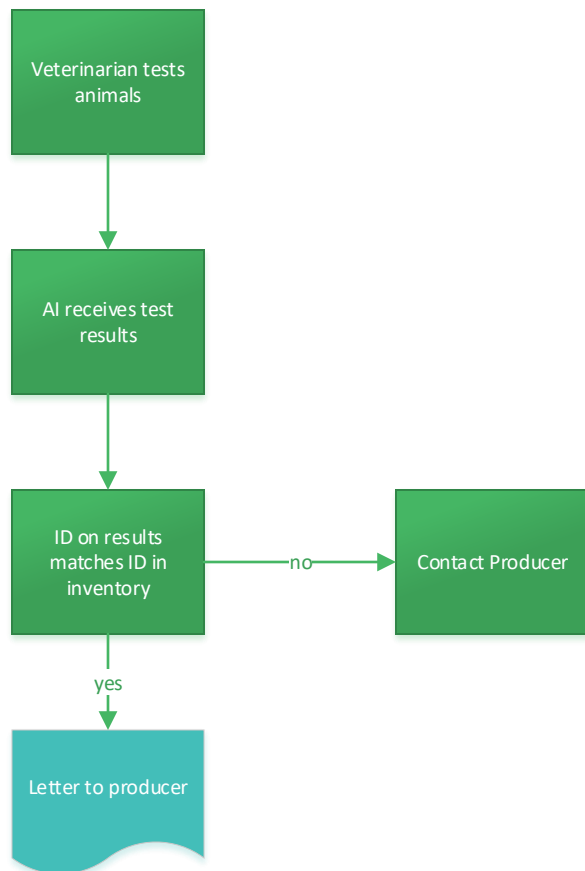 Veterinarian tests
animals
AI receives test
results
ID on results
matches ID in
inventory
no
Contact Producer
yes
Letter to producer